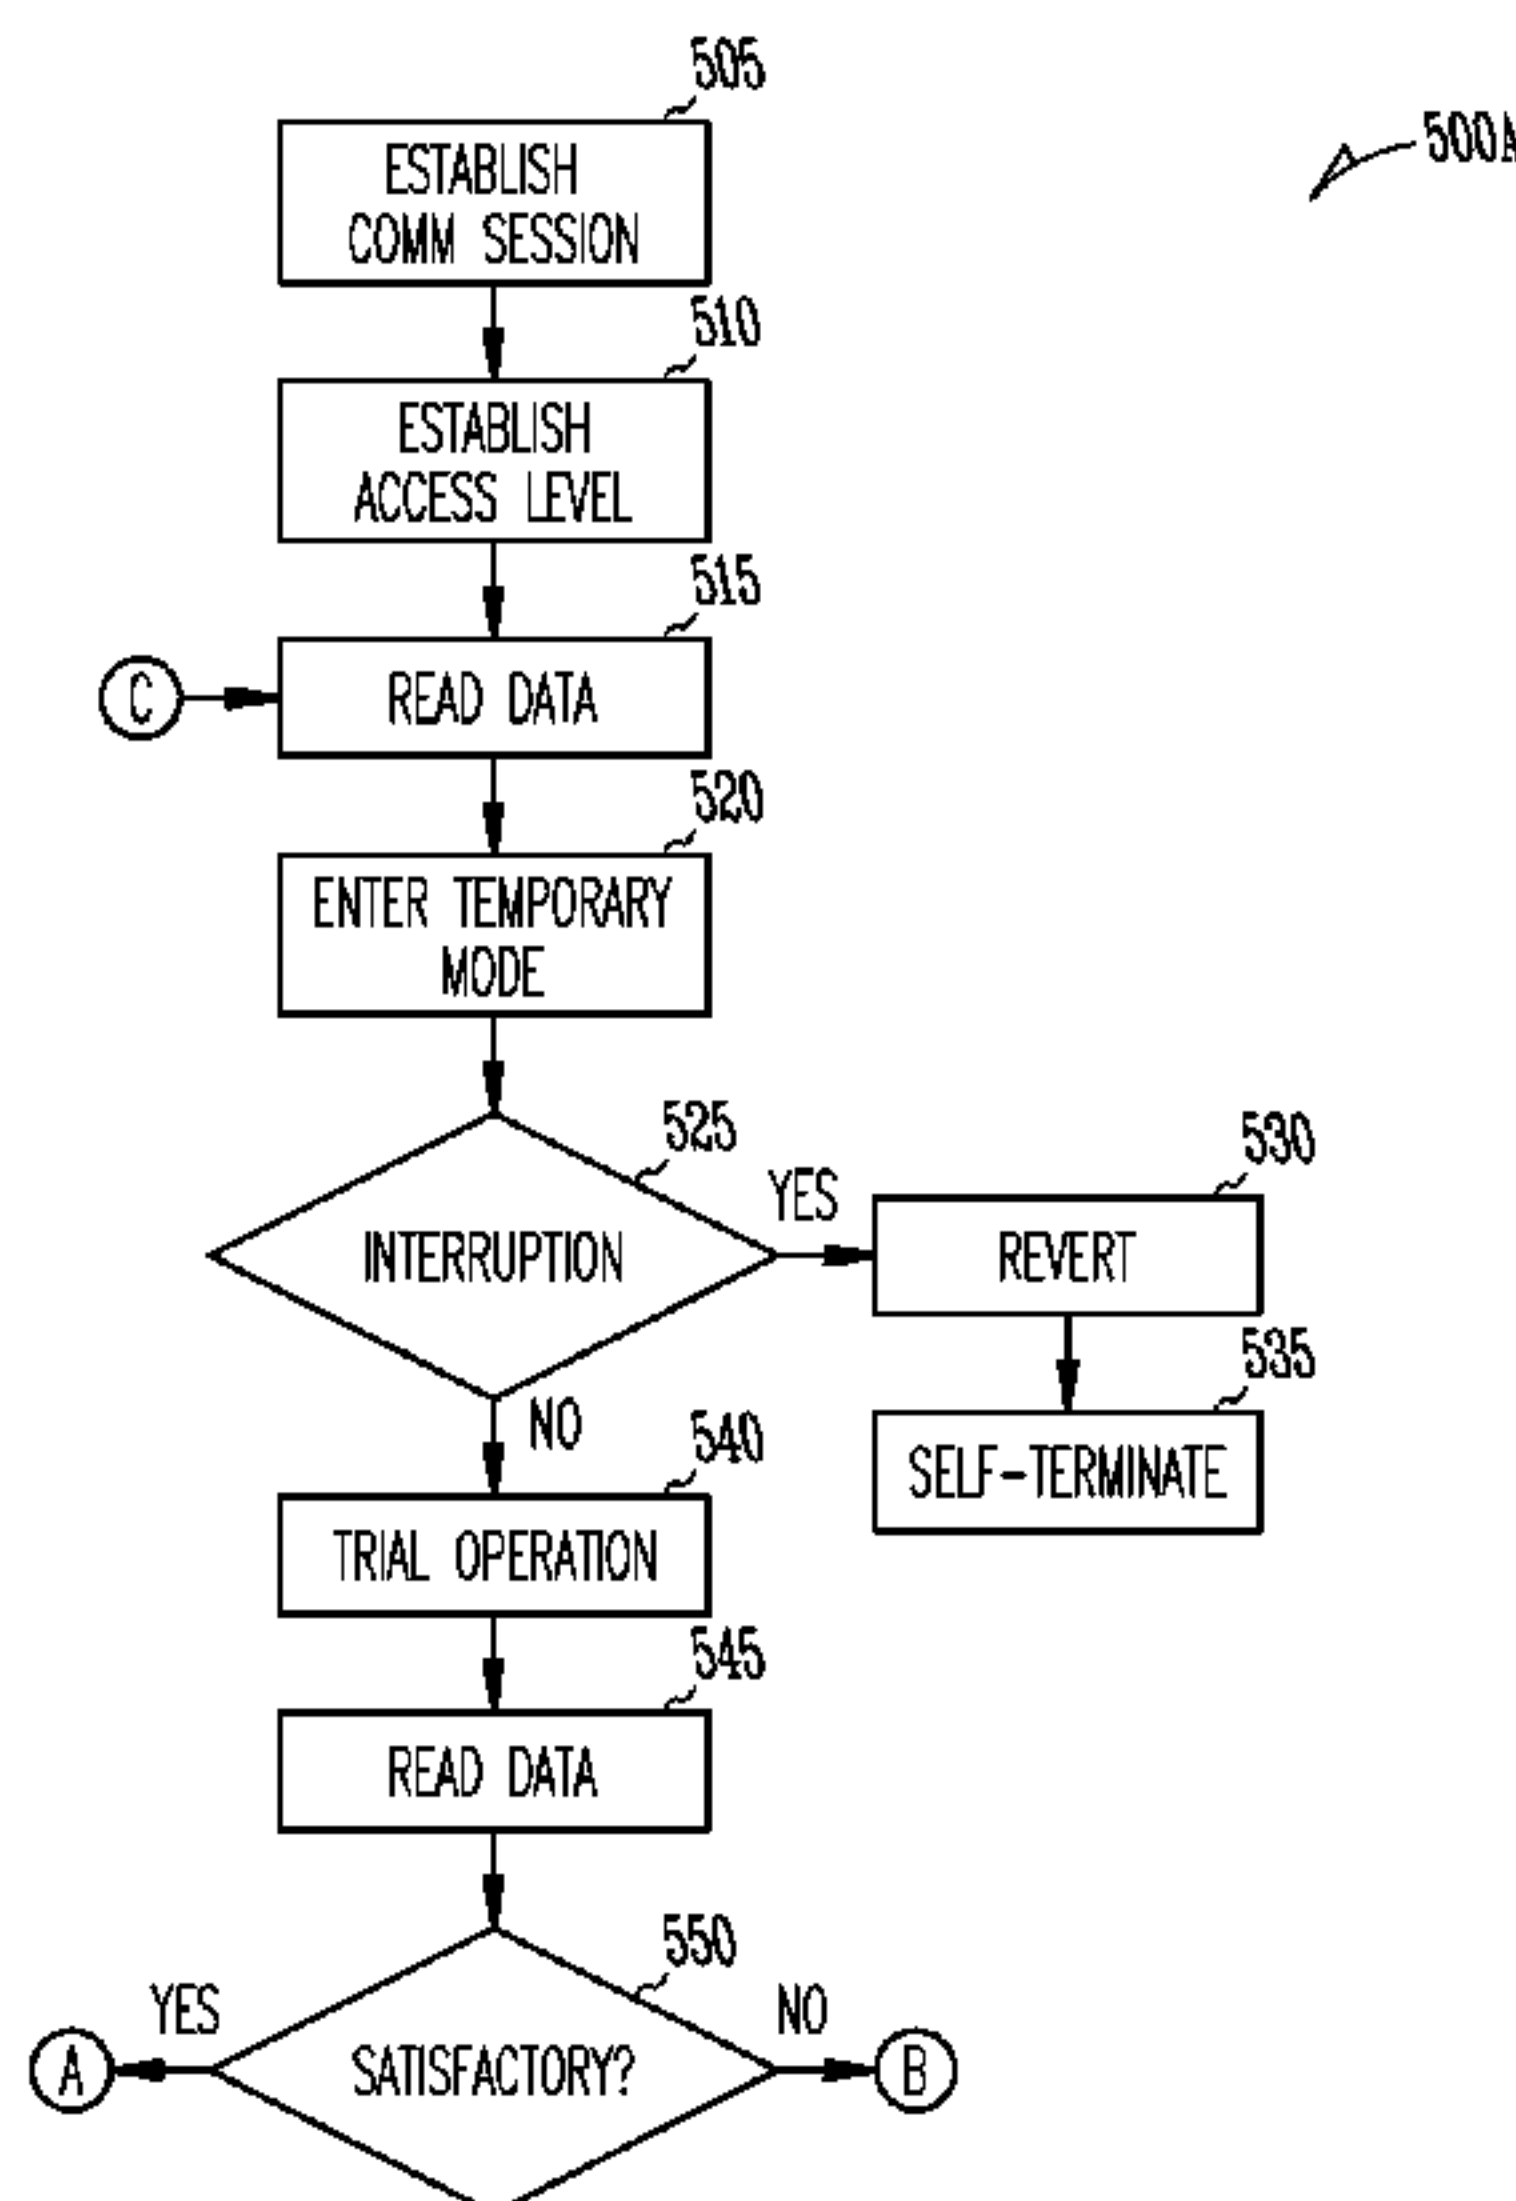 505
500A
ESTABLISH
COMM SESSION
510
ESTABLISH
ACCESS LEVEL
515
C
READ DATA
520
ENTER TEMPORARY
MODE
525
INTERRUPTION
YES
530
REVERT
535
SELF-TERMINATE
NO
540
TRIAL OPERATION
545
READ DATA
550
YES
NO
A
SATISFACTORY?
B